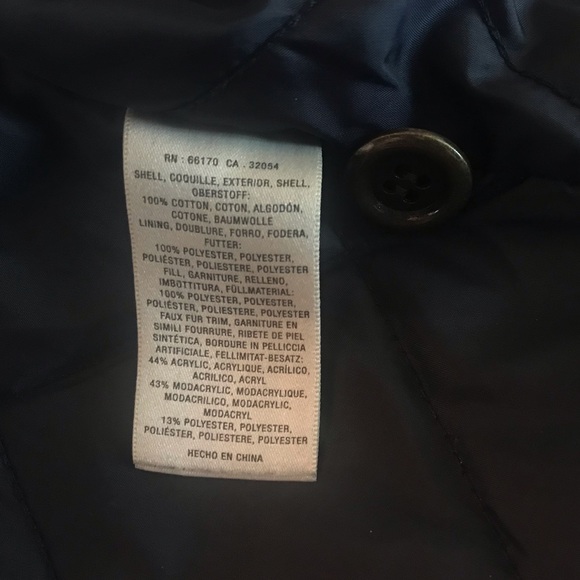 RN : 66170 CA . 32054
SHELL, COQUILLE, EXTERIOR, SHELL,
OBERSTOFF:
100% COTTON, COTON, ALGODÓN,
COTONE, BAUMWOLLE
LINING, DOUBLURE, FORRO, FODERA,
FUTTER:
100% POLYESTER, POLYESTER,
POLIÉSTER, POLIESTERE, POLYESTER
FILL, GARNITURE, RELLENO,
IMBOTTITURA, FÜLLMATERIAL:
100% POLYESTER, POLYESTER,
POLIÉSTER, POLIESTERE, POLYESTER
FAUX FUR TRIM, GARNITURE EN
SIMILI FOURRURE, RIBETE DE PIEL
SINTÉTICA, BORDURE IN PELLICCIA
ARTIFICIALE, FELLIMITAT-BESATZ:
44% ACRYLIC, ACRYLIQUE, ACRÍLICO,
ACRILICO, ACRYL
43% MODACRYLIC, MODACRYLIQUE,
MODACRILICO, MODACRYLIC,
MODACRYL
13% POLYESTER, POLYESTER,
POLIÉSTER, POLIESTERE, POLYESTER
HECHO EN CHINA